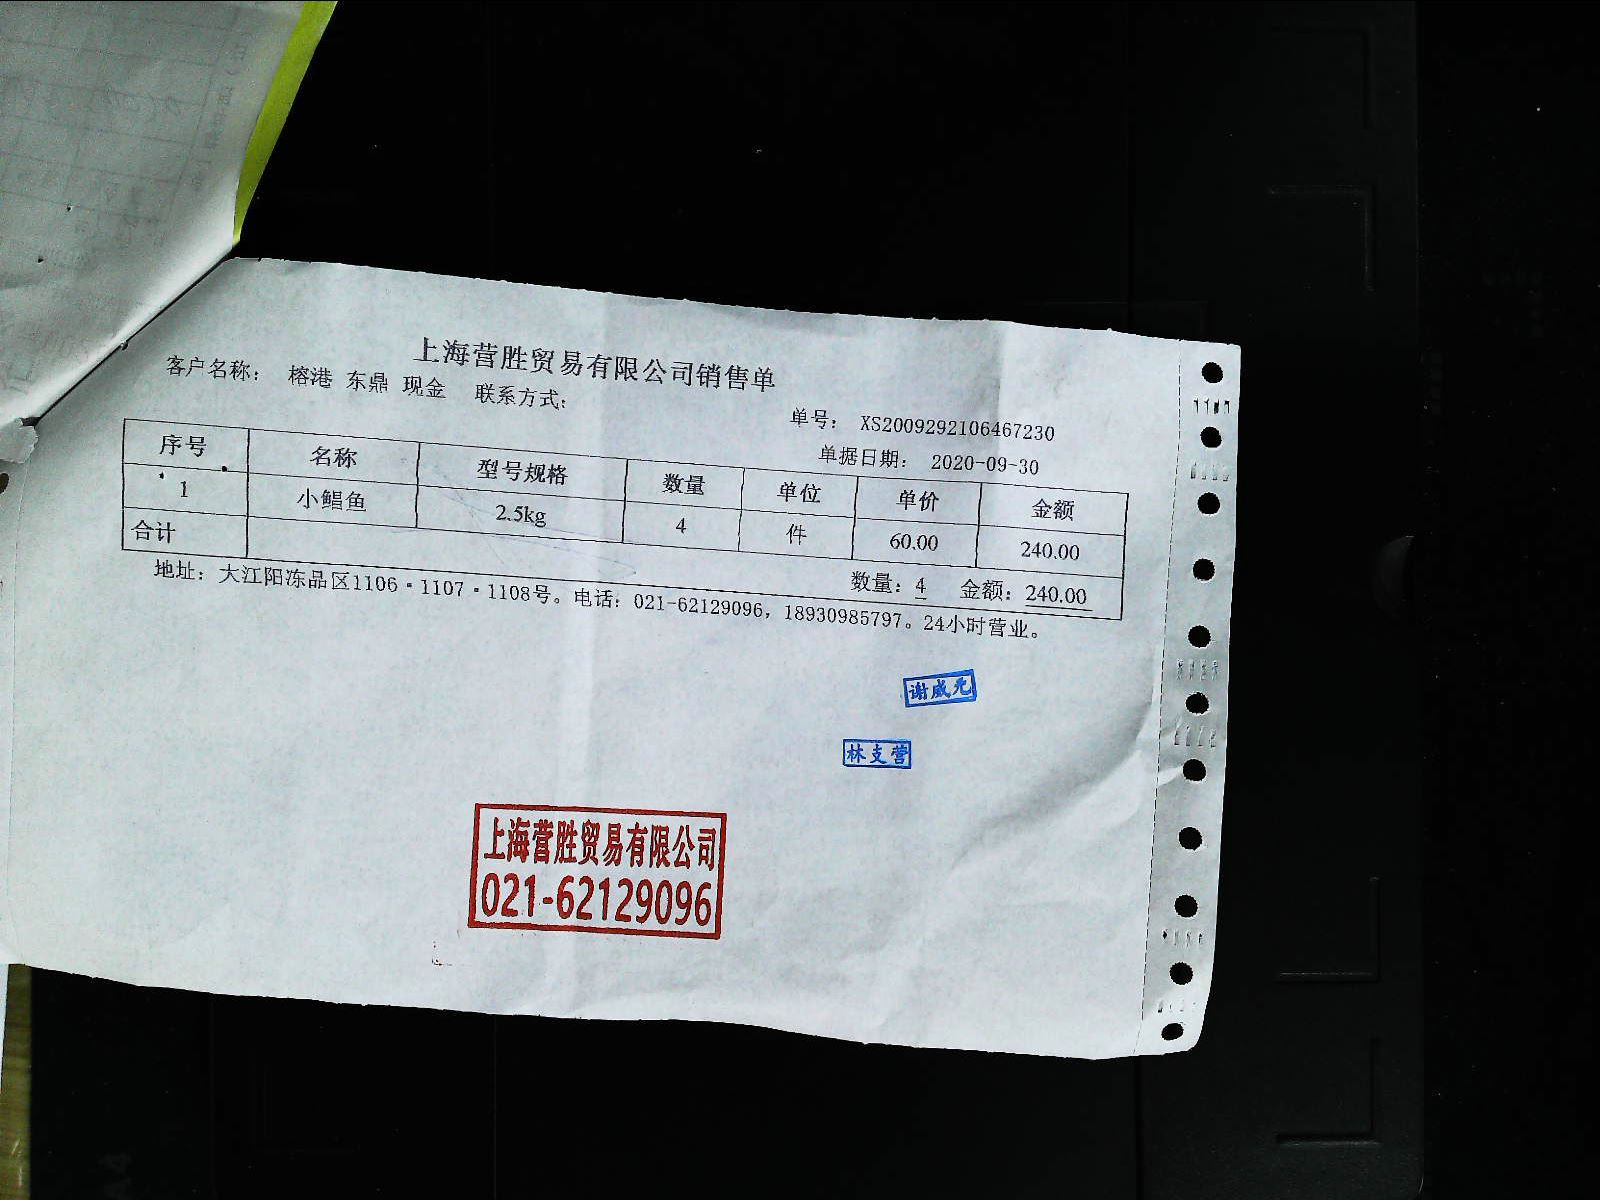 上海营胜贸易有限公司销售单
客户名称： 榕港 东鼎 现金 联系方式:
单号： XS2009292106467230
单据日期： 2020-09-30
序号 名称 型号规格 数量 单位 单价 金额
1 小鲳鱼 2.5kg 4 件 60.00 240.00
合计 数量：4 金额：240.00
地址：大江阳冻品区1106·1107·1108号。电话：021-62129096，18930985797。24小时营业。
谢威光
林支营
上海营胜贸易有限公司
021-62129096